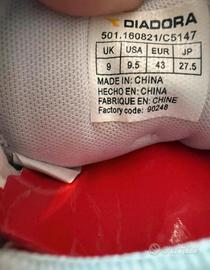 DIADORA
501.160821/C5147
UK USA EUR JP
9 9.5 43 27.5
MADE IN: CHINA
HECHO EN: CHINA
FABRIQUE EN: CHINE
Factory code: 90248
subito